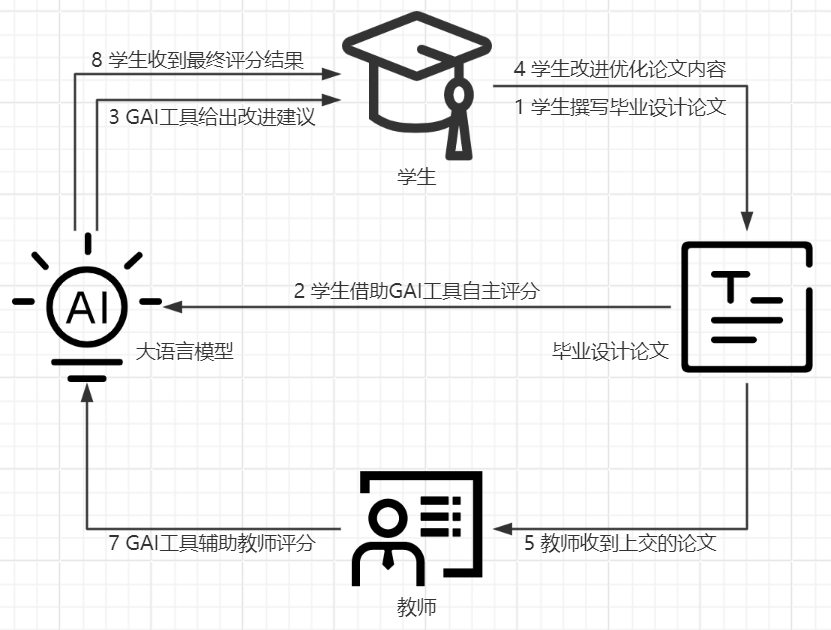 8 学生收到最终评分结果
4 学生改进优化论文内容
3 GAI工具给出改进建议
1 学生撰写毕业设计论文
学生
AI
T
2 学生借助GAI工具自主评分
大语言模型
毕业设计论文
7 GAI工具辅助教师评分
5 教师收到上交的论文
教师